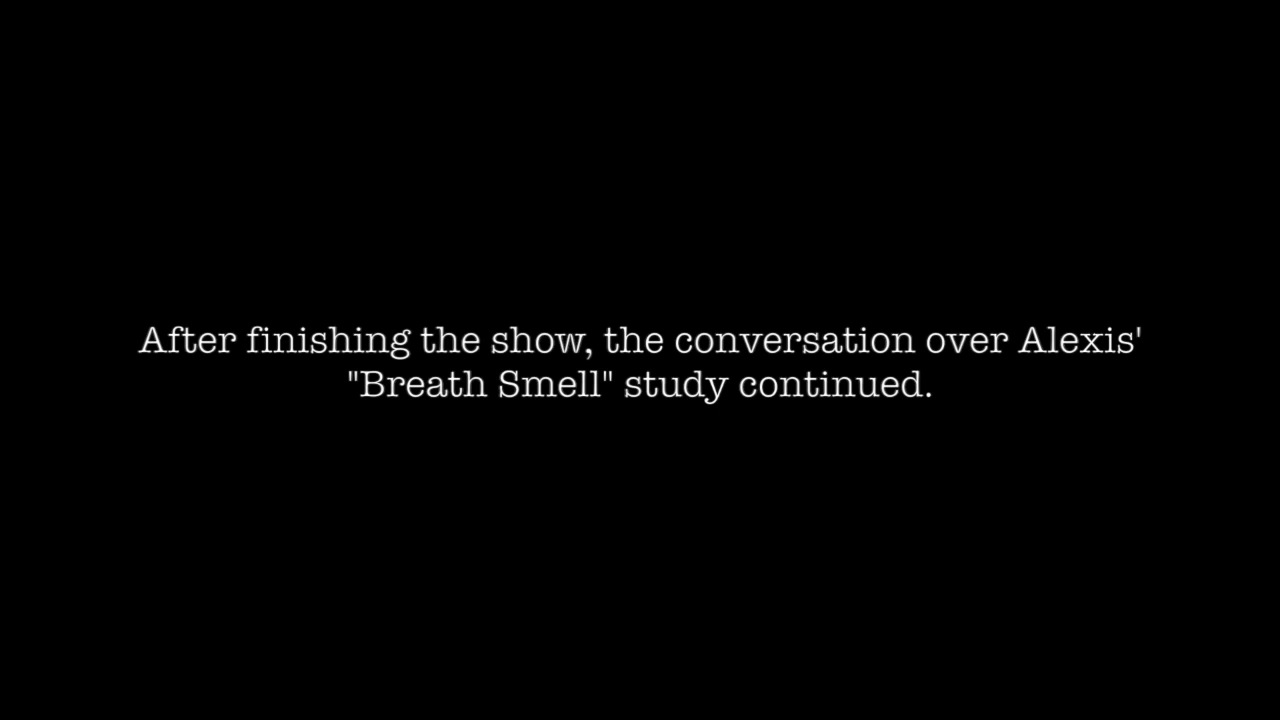 After finishing the show, the conversation over Alexis'
"Breath Smell" study continued.